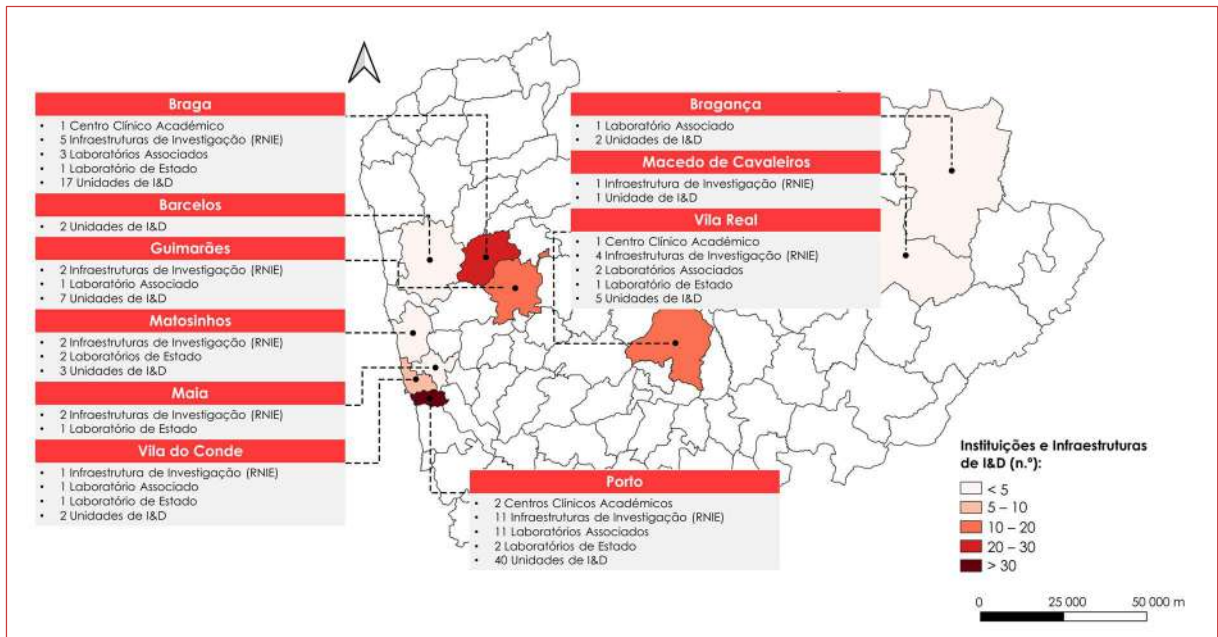 Braga
• 1 Centro Clínico Académico
• 5 Infraestruturas de Investigação (RNIE)
• 3 Laboratórios Associados
• 1 Laboratório de Estado
• 17 Unidades de I&D
Barcelos
• 2 Unidades de I&D
Guimarães
• 2 Infraestruturas de Investigação (RNIE)
• 1 Laboratório Associado
• 7 Unidades de I&D
Matosinhos
• 2 Infraestruturas de Investigação (RNIE)
• 2 Laboratórios de Estado
• 3 Unidades de I&D
Maia
• 2 Infraestruturas de Investigação (RNIE)
• 1 Laboratório de Estado
Vila do Conde
• 1 Infraestrutura de Investigação (RNIE)
• 1 Laboratório Associado
• 1 Laboratório de Estado
• 2 Unidades de I&D
Bragança
• 1 Laboratório Associado
• 2 Unidades de I&D
Macedo de Cavaleiros
• 1 Infraestrutura de Investigação (RNIE)
• 1 Unidade de I&D
Vila Real
• 1 Centro Clínico Académico
• 4 Infraestruturas de Investigação (RNIE)
• 2 Laboratórios Associados
• 1 Laboratório de Estado
• 5 Unidades de I&D
Porto
• 2 Centros Clínicos Académicos
• 11 Infraestruturas de Investigação (RNIE)
• 11 Laboratórios Associados
• 2 Laboratórios de Estado
• 40 Unidades de I&D
Instituições e Infraestruturas
de I&D (n.º):
< 5
5 – 10
10 – 20
20 – 30
> 30
0 25 000 50 000 m